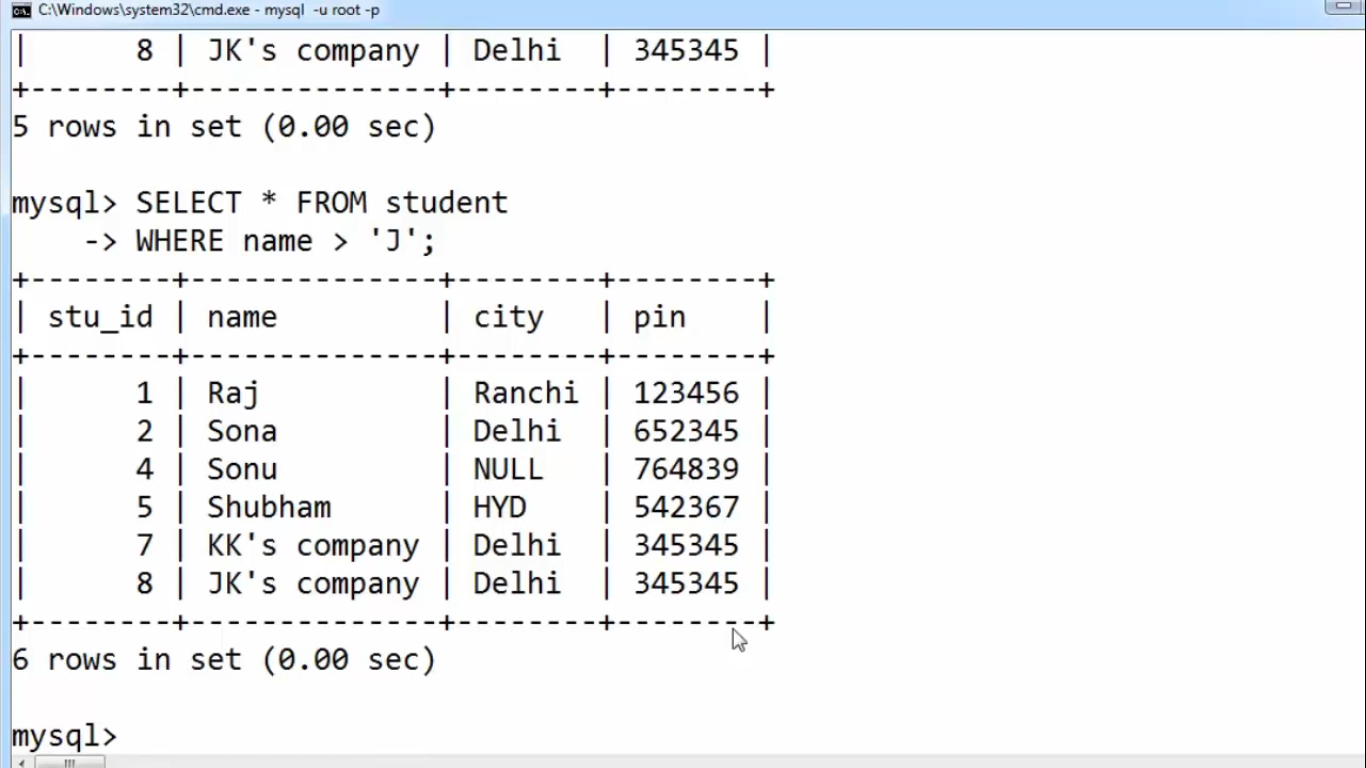 C:\Windows\system32\cmd.exe - mysql  -u root -p
|      8 | JK's company | Delhi  | 345345 |
+--------+--------------+--------+--------+
5 rows in set (0.00 sec)
mysql> SELECT * FROM student
    -> WHERE name > 'J';
+--------+--------------+--------+--------+
| stu_id | name         | city   | pin    |
+--------+--------------+--------+--------+
|      1 | Raj          | Ranchi | 123456 |
|      2 | Sona         | Delhi  | 652345 |
|      4 | Sonu         | NULL   | 764839 |
|      5 | Shubham      | HYD    | 542367 |
|      7 | KK's company | Delhi  | 345345 |
|      8 | JK's company | Delhi  | 345345 |
+--------+--------------+--------+--------+
6 rows in set (0.00 sec)
mysql>